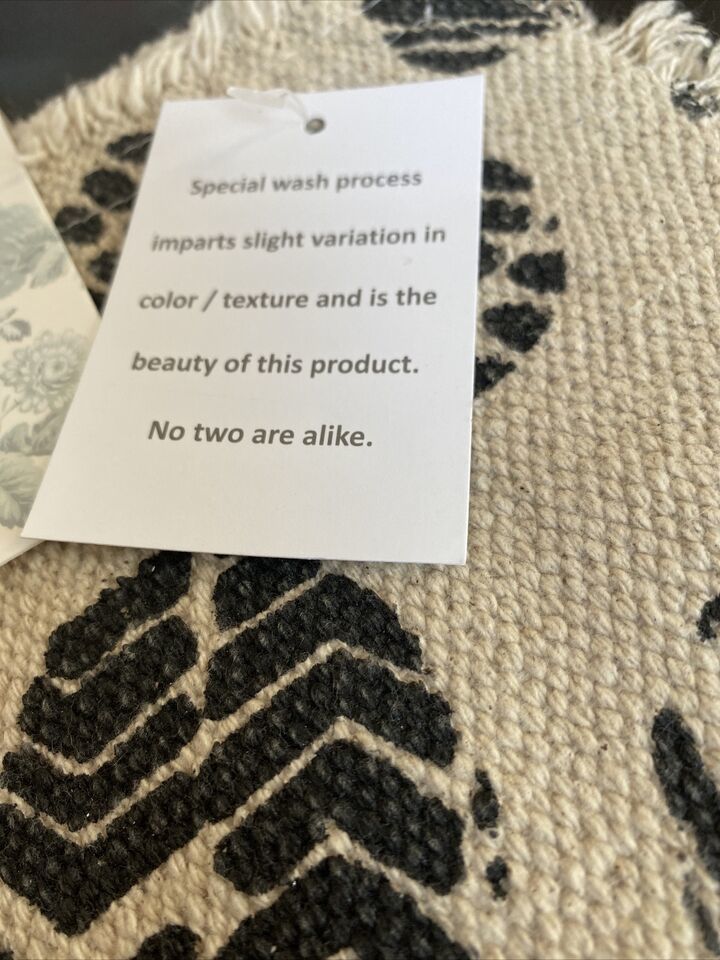 Special wash process
imparts slight variation in
color / texture and is the
beauty of this product.
No two are alike.